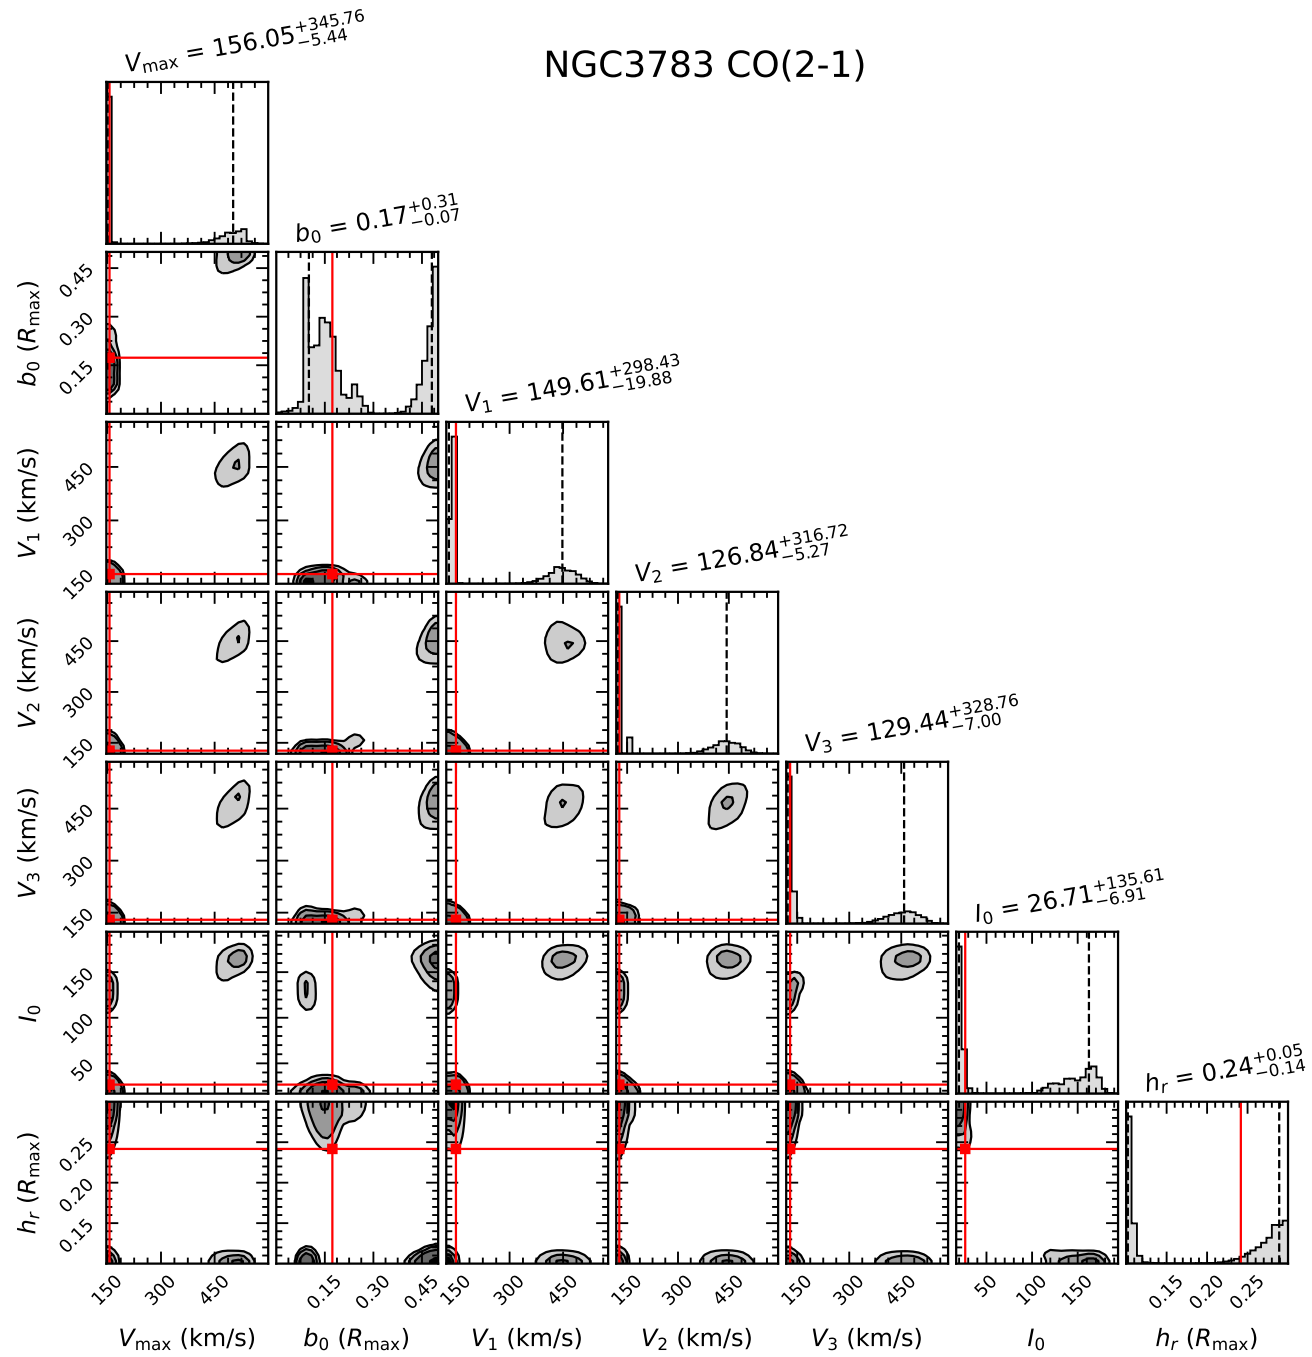 NGC3783 CO(2-1)
V_max = 156.05 +345.76 −5.44
b_0 = 0.17 +0.31 −0.07
V_1 = 149.61 +298.43 −19.88
V_2 = 126.84 +316.72 −5.27
V_3 = 129.44 +328.76 −7.00
I_0 = 26.71 +135.61 −6.91
h_r = 0.24 +0.05 −0.14
b_0 (R_max)
0.45
0.30
0.15
V_1 (km/s)
450
300
150
V_2 (km/s)
450
300
150
V_3 (km/s)
450
300
150
I_0
150
100
50
h_r (R_max)
0.25
0.20
0.15
150 300 450 0.15 0.30 0.45 150 300 450 150 300 450 150 300 450 50 100 150 0.15 0.20 0.25
V_max (km/s) b_0 (R_max) V_1 (km/s) V_2 (km/s) V_3 (km/s) I_0 h_r (R_max)